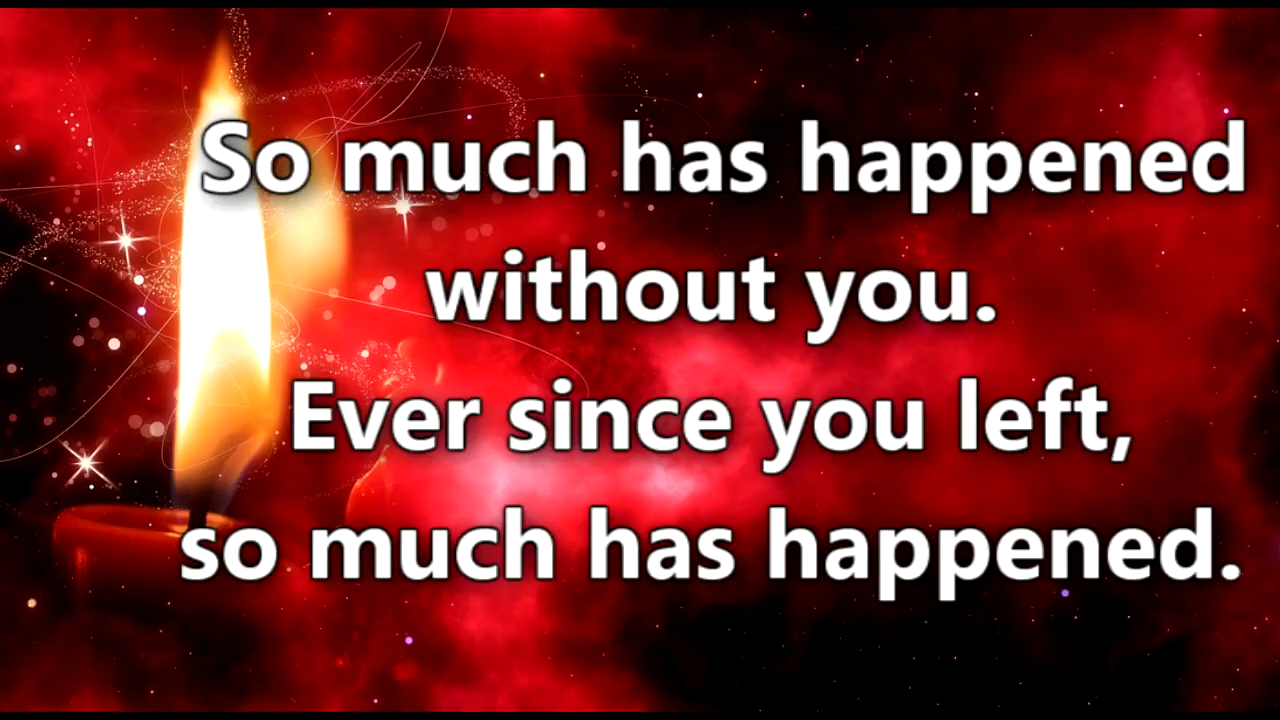 So much has happened
without you.
Ever since you left,
so much has happened.